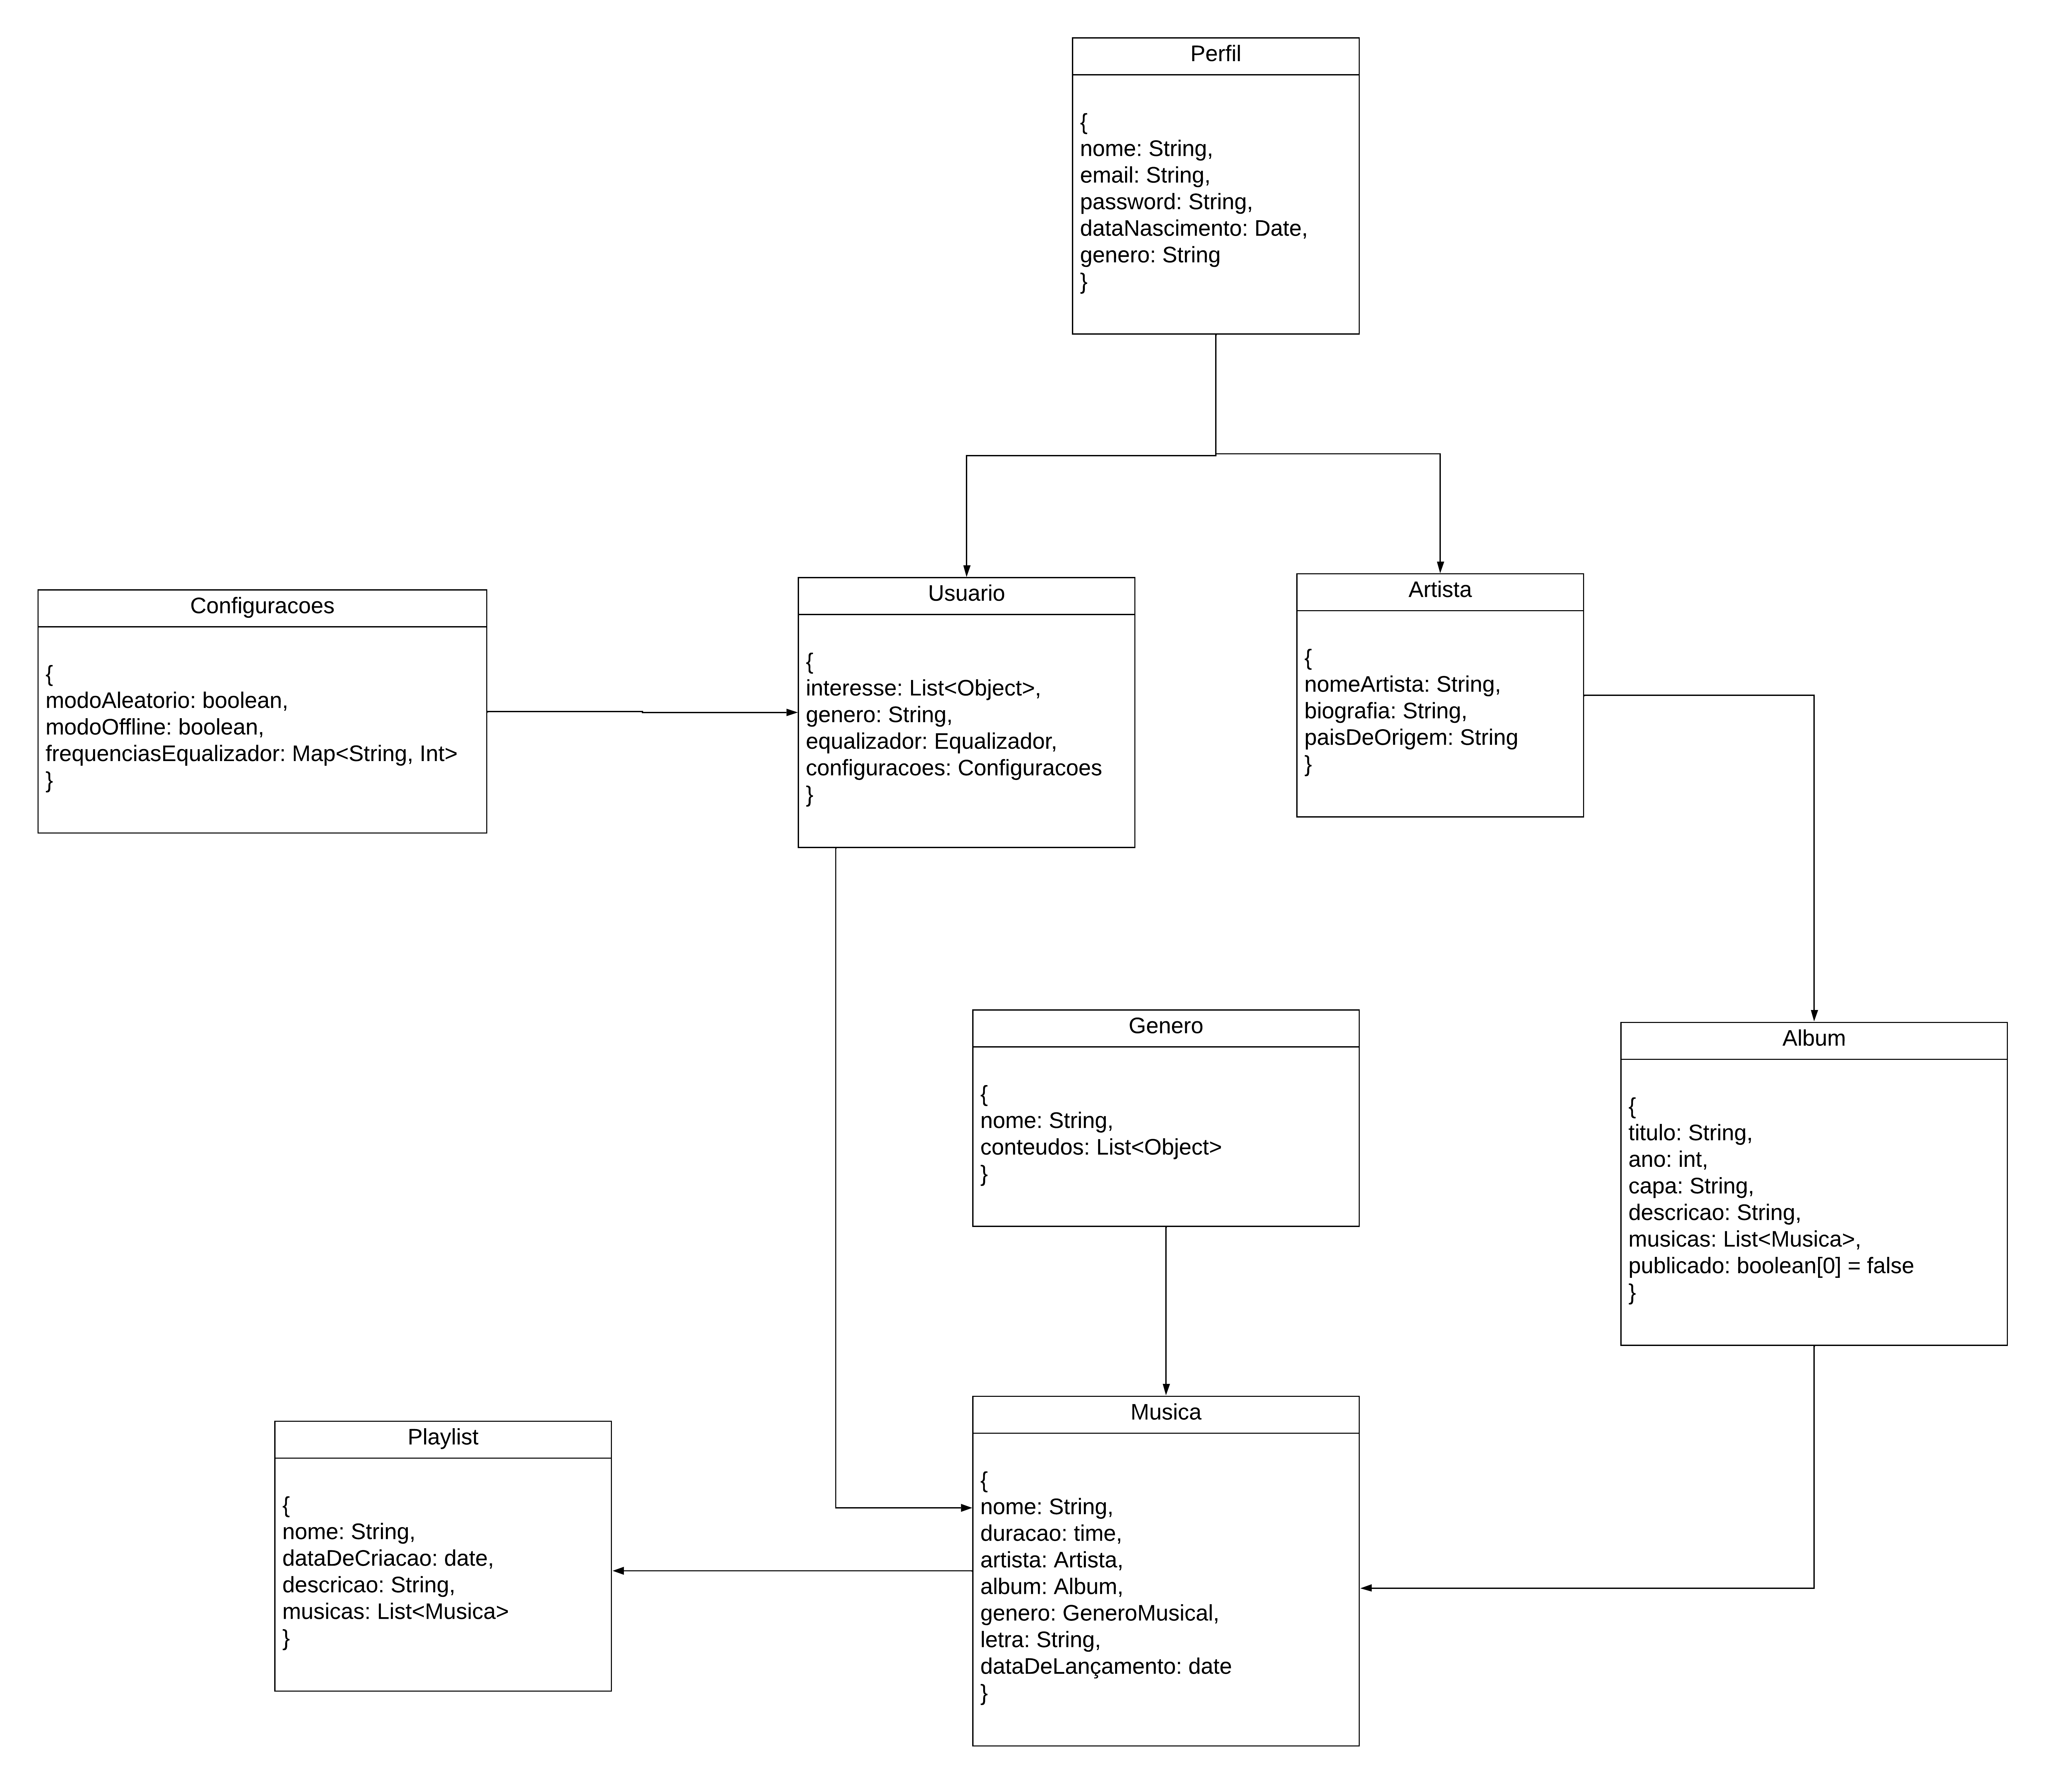 Perfil
{
nome: String,
email: String,
password: String,
dataNascimento: Date,
genero: String
}
Configuracoes
{
modoAleatorio: boolean,
modoOffline: boolean,
frequenciasEqualizador: Map<String, Int>
}
Usuario
{
interesse: List<Object>,
genero: String,
equalizador: Equalizador,
configuracoes: Configuracoes
}
Artista
{
nomeArtista: String,
biografia: String,
paisDeOrigem: String
}
Genero
{
nome: String,
conteudos: List<Object>
}
Album
{
titulo: String,
ano: int,
capa: String,
descricao: String,
musicas: List<Musica>,
publicado: boolean[0] = false
}
Playlist
{
nome: String,
dataDeCriacao: date,
descricao: String,
musicas: List<Musica>
}
Musica
{
nome: String,
duracao: time,
artista: Artista,
album: Album,
genero: GeneroMusical,
letra: String,
dataDeLançamento: date
}